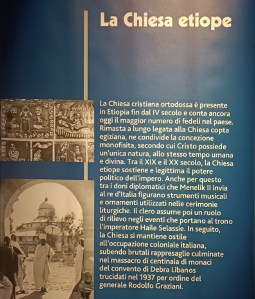 La Chiesa etiope
La Chiesa cristiana ortodossa è presente
in Etiopia fin dal IV secolo e conta ancora
oggi il maggior numero di fedeli nel paese.
Rimasta a lungo legata alla Chiesa copta
egiziana, ne condivide la concezione
monofisita, secondo cui Cristo possiede
un'unica natura, allo stesso tempo umana
e divina. Tra il XIX e il XX secolo, la Chiesa
etiope sostiene e legittima il potere
politico dell'impero. Anche per questo
tra i doni diplomatici che Menelik II invia
al re d'Italia figurano strumenti musicali
e ornamenti utilizzati nelle cerimonie
liturgiche. Il clero assume poi un ruolo
di rilievo negli eventi che portano al trono
l'imperatore Haile Selassie. In seguito,
la Chiesa si mantiene ostile
all'occupazione coloniale italiana,
subendo brutali rappresaglie culminate
nel massacro di centinaia di monaci
del convento di Debra Libanos
trucidati nel 1937 per ordine del
generale Rodolfo Graziani.